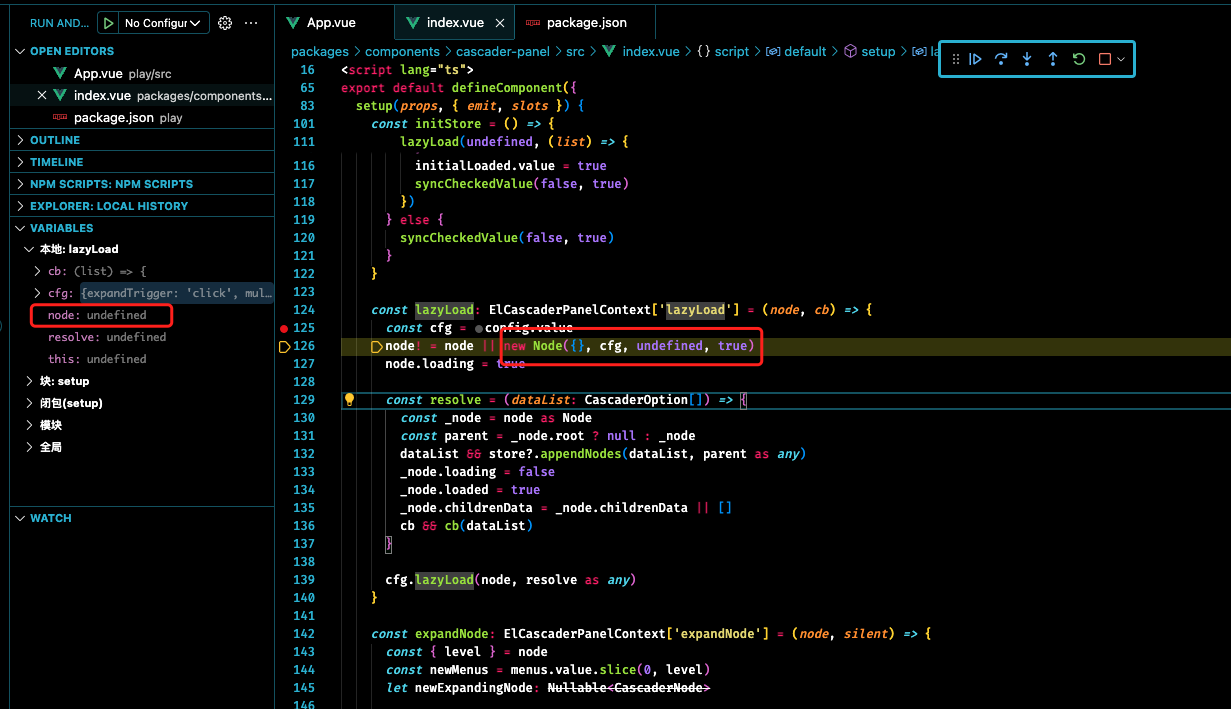 RUN AND...
No Configur
OPEN EDITORS
App.vue play/src
index.vue packages/components...
package.json play
OUTLINE
TIMELINE
NPM SCRIPTS: NPM SCRIPTS
EXPLORER: LOCAL HISTORY
VARIABLES
本地: lazyLoad
cb: (list) => {
cfg: {expandTrigger: 'click', mul...
node: undefined
resolve: undefined
this: undefined
块: setup
闭包(setup)
模块
全局
WATCH
App.vue
index.vue
package.json
packages > components > cascader-panel > src > index.vue > {} script > default > setup > la
16 <script lang="ts">
65 export default defineComponent({
83 setup(props, { emit, slots }) {
101 const initStore = () => {
111 lazyLoad(undefined, (list) => {
116 initialLoaded.value = true
117 syncCheckedValue(false, true)
118 })
119 } else {
120 syncCheckedValue(false, true)
121 }
122 }
123
124 const lazyLoad: ElCascaderPanelContext['lazyLoad'] = (node, cb) => {
125 const cfg = config.value
126 node! = node || new Node({}, cfg, undefined, true)
127 node.loading = true
128
129 const resolve = (dataList: CascaderOption[]) => {
130 const _node = node as Node
131 const parent = _node.root ? null : _node
132 dataList && store?.appendNodes(dataList, parent as any)
133 _node.loading = false
134 _node.loaded = true
135 _node.childrenData = _node.childrenData || []
136 cb && cb(dataList)
137 }
138
139 cfg.lazyLoad(node, resolve as any)
140 }
141
142 const expandNode: ElCascaderPanelContext['expandNode'] = (node, silent) => {
143 const { level } = node
144 const newMenus = menus.value.slice(0, level)
145 let newExpandingNode: Nullable<CascaderNode>
146